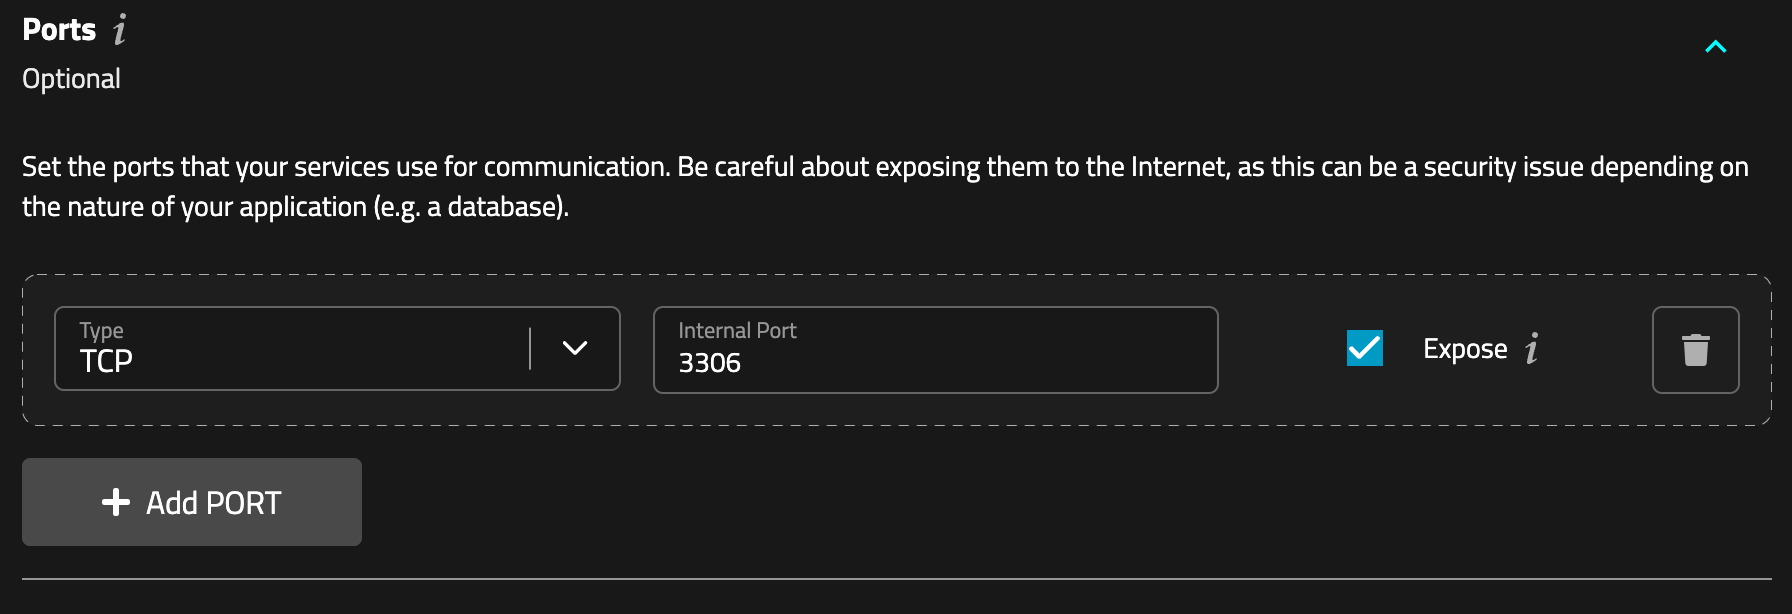 Ports i
Optional
Set the ports that your services use for communication. Be careful about exposing them to the Internet, as this can be a security issue depending on
the nature of your application (e.g. a database).
Type
TCP
Internal Port
3306
Expose i
Add PORT